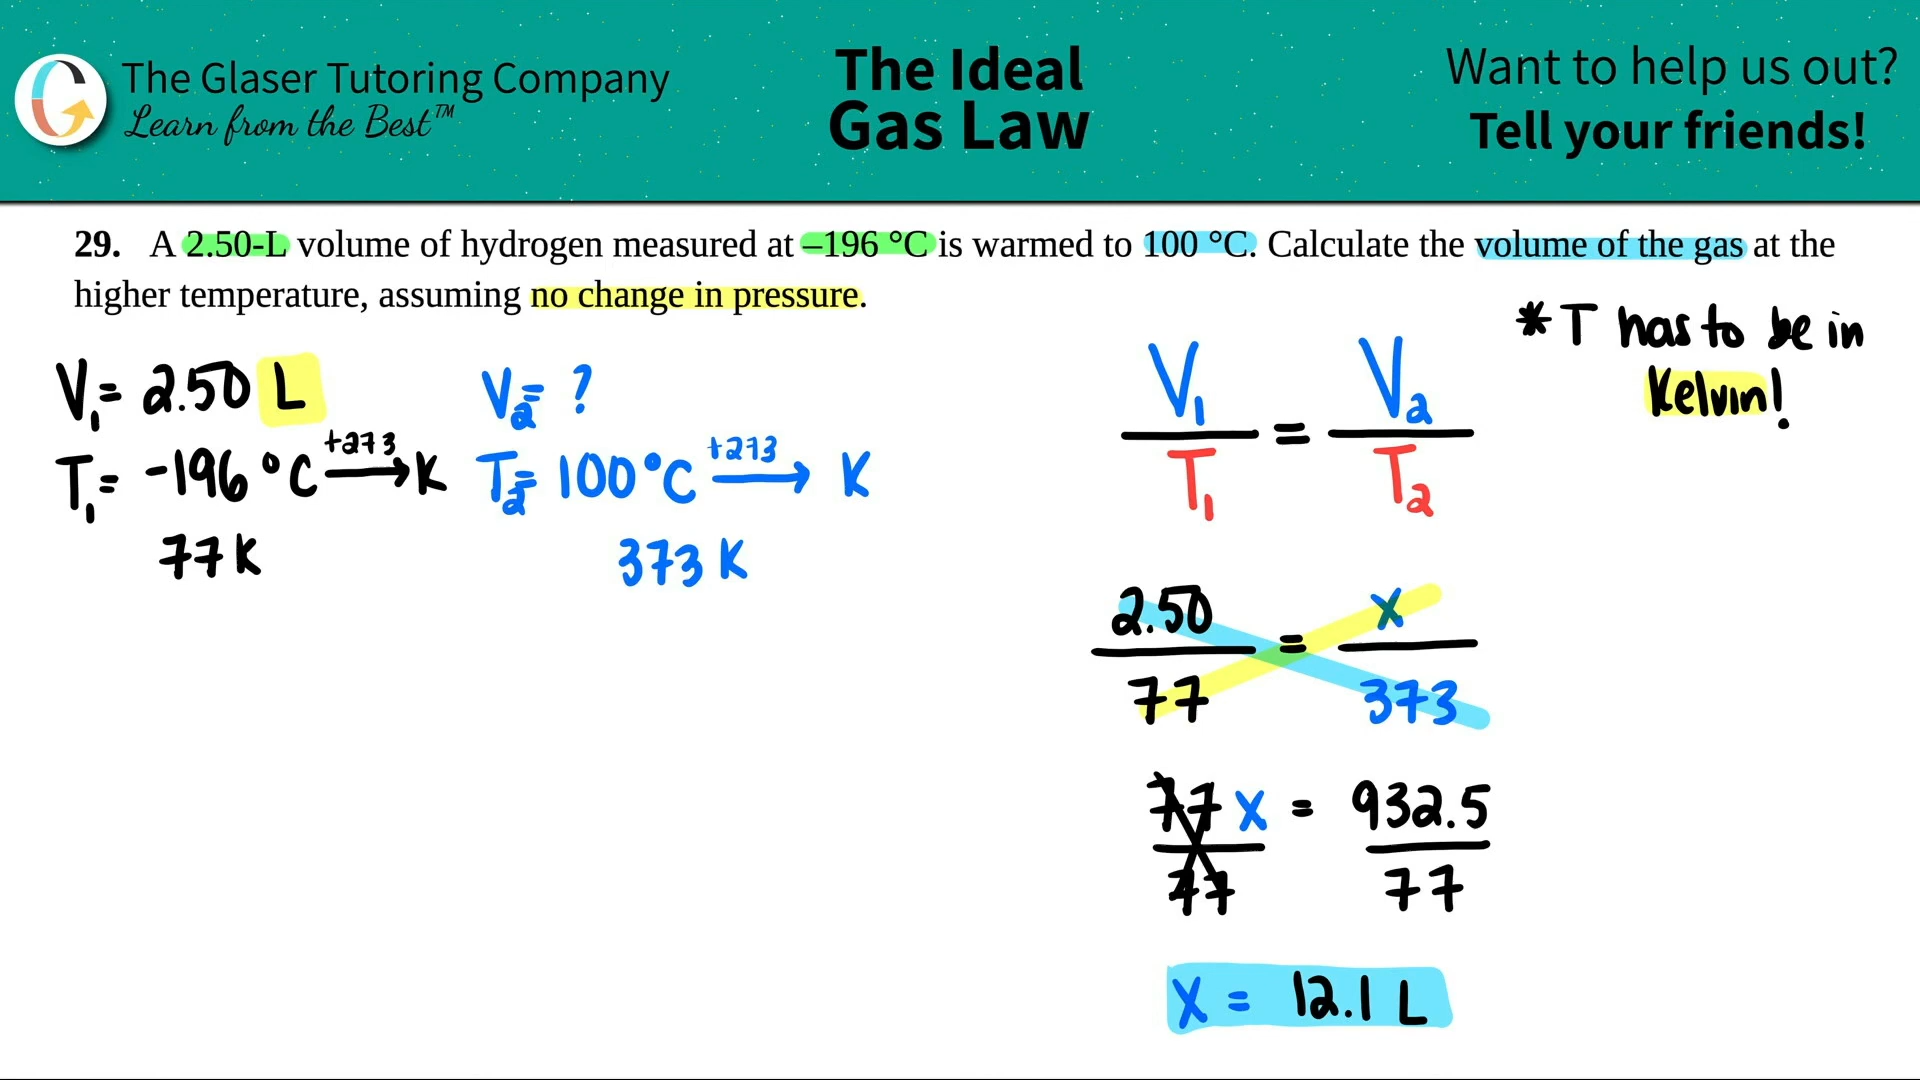 The Glaser Tutoring Company
Learn from the Best™
The Ideal
Gas Law
Want to help us out?
Tell your friends!
29. A 2.50-L volume of hydrogen measured at –196 °C is warmed to 100 °C. Calculate the volume of the gas at the
higher temperature, assuming no change in pressure.
* T has to be in
Kelvin!
V₁ = 2.50 L
V₂ = ?
T₁ = -196 °C +273 → K
T₂ = 100 °C +273 → K
77 K
373 K
V₁ / T₁ = V₂ / T₂
2.50 / 77 = x / 373
77 x / 77 = 932.5 / 77
x = 12.1 L